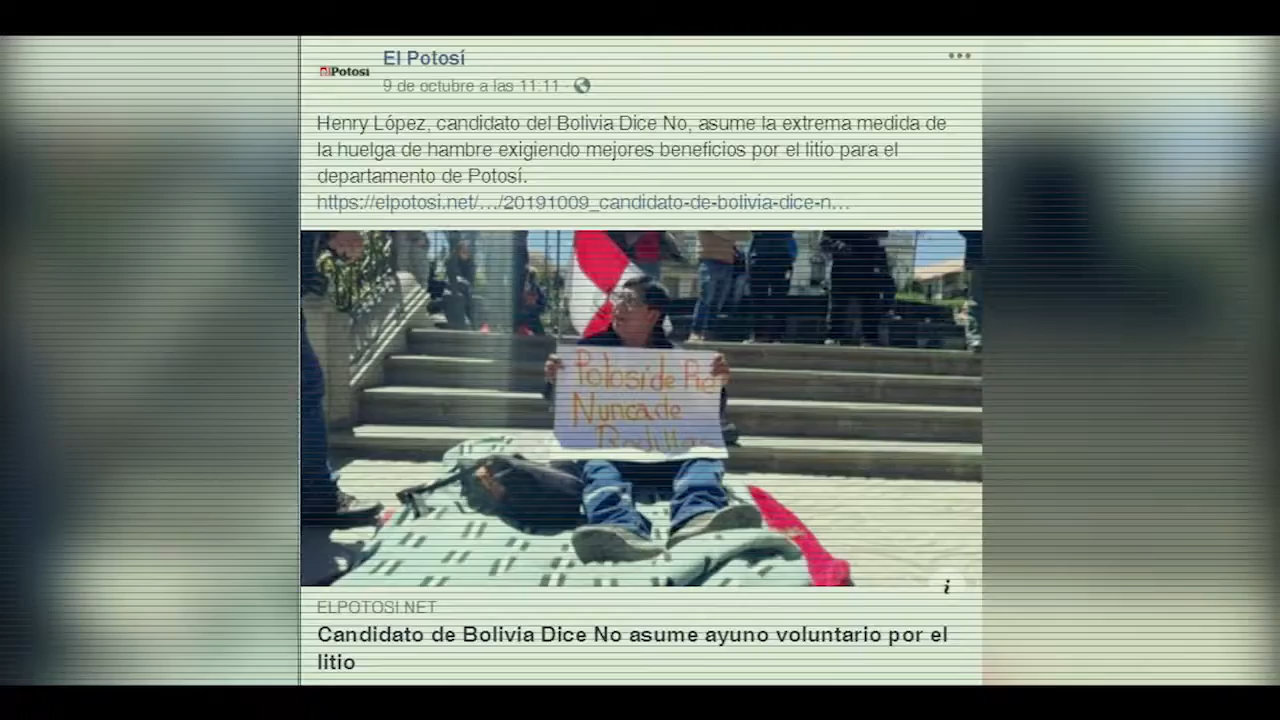 El Potosí
elPotosí
9 de octubre a las 11:11 ·
Henry López, candidato del Bolivia Dice No, asume la extrema medida de
la huelga de hambre exigiendo mejores beneficios por el litio para el
departamento de Potosí.
https://elpotosi.net/…/20191009_candidato-de-bolivia-dice-n…
Potosí de Pie
Nunca de
Rodillas
ELPOTOSI.NET
Candidato de Bolivia Dice No asume ayuno voluntario por el
litio